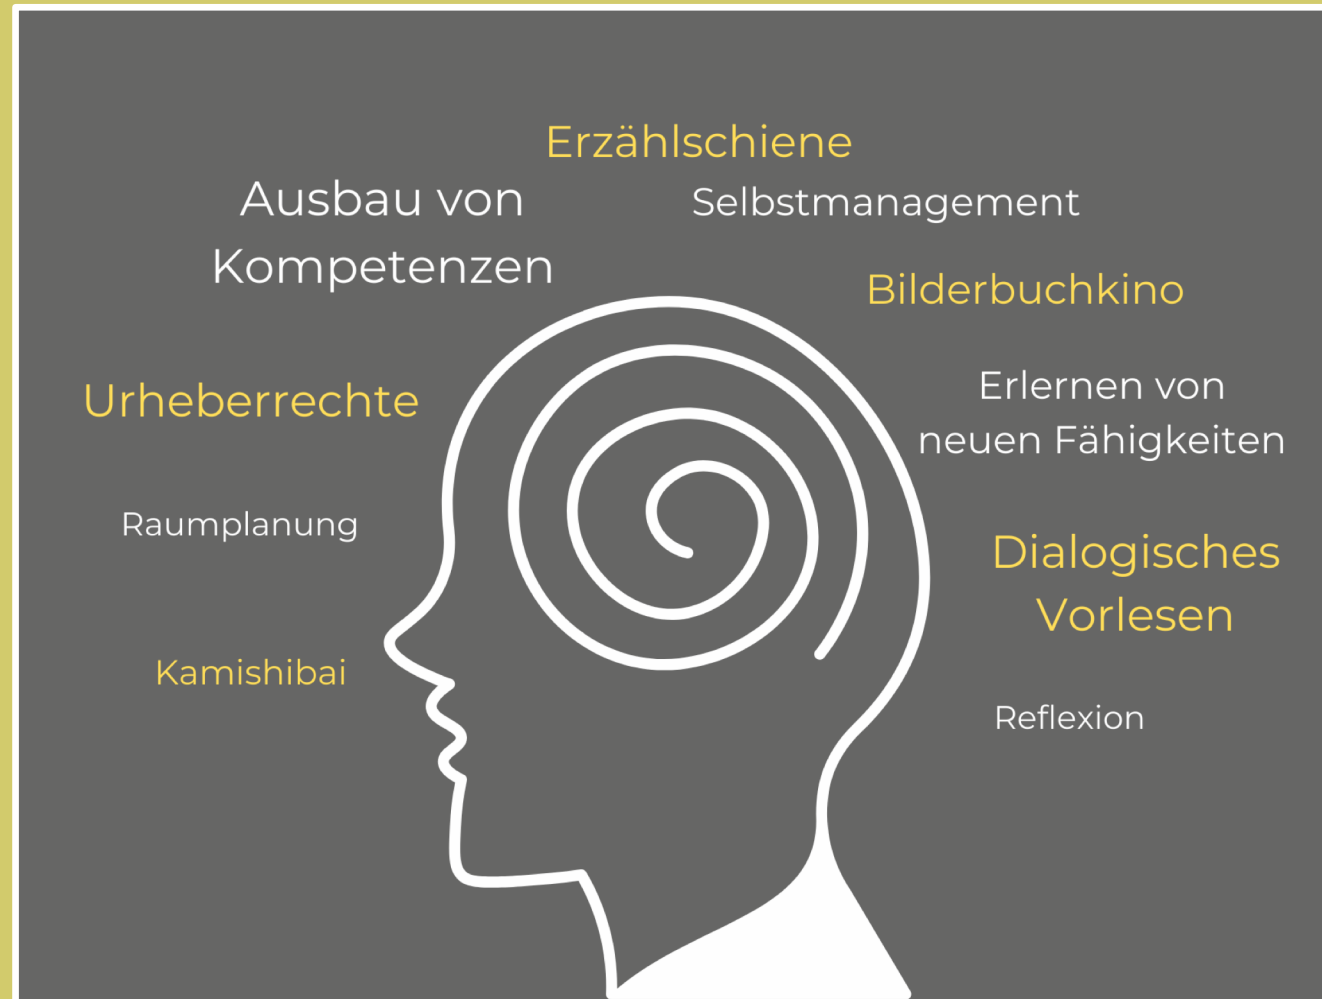 Erzählschiene
Ausbau von
Kompetenzen
Selbstmanagement
Bilderbuchkino
Urheberrechte
Erlernen von
neuen Fähigkeiten
Raumplanung
Dialogisches
Vorlesen
Kamishibai
Reflexion